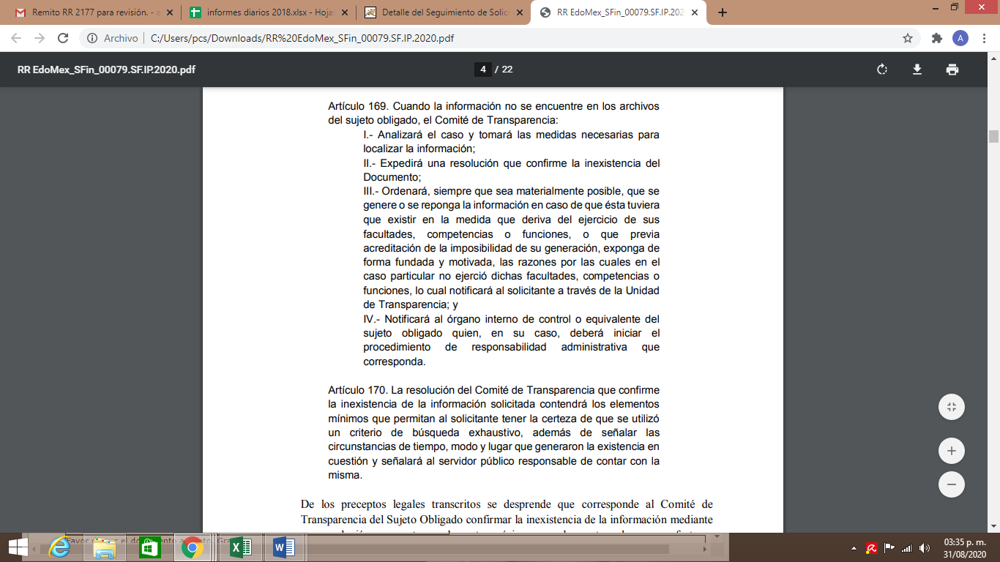 Remito RR 2177 para revisión. - a
informes diarios 2018.xlsx - Hoja
Detalle del Seguimiento de Solici
RR EdoMex_SFin_00079.SF.IP.202
Archivo
C:/Users/pcs/Downloads/RR%20EdoMex_SFin_00079.SF.IP.2020.pdf
A
RR EdoMex_SFin_00079.SF.IP.2020.pdf
4 / 22
Artículo 169. Cuando la información no se encuentre en los archivos
del sujeto obligado, el Comité de Transparencia:
I.- Analizará el caso y tomará las medidas necesarias para
localizar la información;
II.- Expedirá una resolución que confirme la inexistencia del
Documento;
III.- Ordenará, siempre que sea materialmente posible, que se
genere o se reponga la información en caso de que ésta tuviera
que existir en la medida que deriva del ejercicio de sus
facultades, competencias o funciones, o que previa
acreditación de la imposibilidad de su generación, exponga de
forma fundada y motivada, las razones por las cuales en el
caso particular no ejerció dichas facultades, competencias o
funciones, lo cual notificará al solicitante a través de la Unidad
de Transparencia; y
IV.- Notificará al órgano interno de control o equivalente del
sujeto obligado quien, en su caso, deberá iniciar el
procedimiento de responsabilidad administrativa que
corresponda.
Artículo 170. La resolución del Comité de Transparencia que confirme
la inexistencia de la información solicitada contendrá los elementos
mínimos que permitan al solicitante tener la certeza de que se utilizó
un criterio de búsqueda exhaustivo, además de señalar las
circunstancias de tiempo, modo y lugar que generaron la existencia en
cuestión y señalará al servidor público responsable de contar con la
misma.
De los preceptos legales transcritos se desprende que corresponde al Comité de
Transparencia del Sujeto Obligado confirmar la inexistencia de la información mediante
03:35 p. m.
31/08/2020